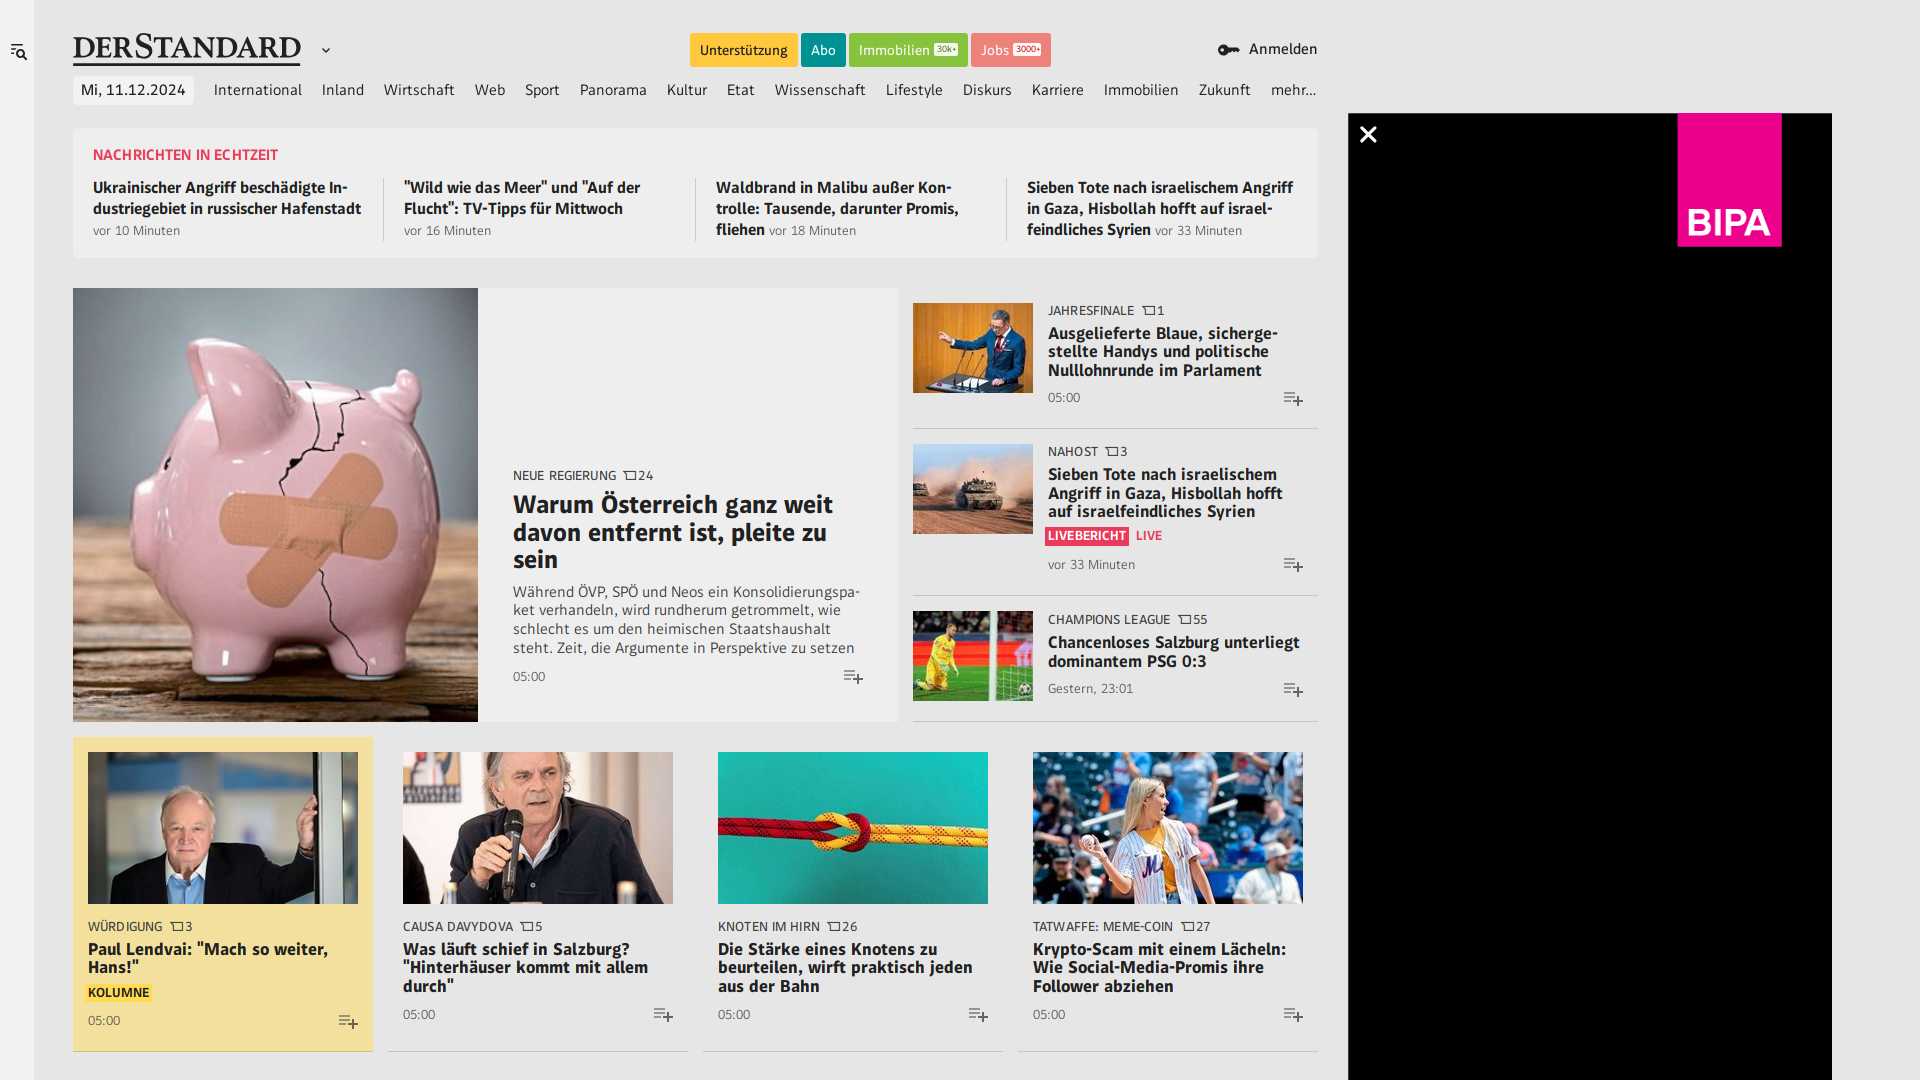 DERSTANDARD
Unterstützung
Abo
Immobilien 30k+
Jobs 3000+
Anmelden
Mi, 11.12.2024
International
Inland
Wirtschaft
Web
Sport
Panorama
Kultur
Etat
Wissenschaft
Lifestyle
Diskurs
Karriere
Immobilien
Zukunft
mehr...
NACHRICHTEN IN ECHTZEIT
Ukrainischer Angriff beschädigte In-
dustriegebiet in russischer Hafenstadt
vor 10 Minuten
"Wild wie das Meer" und "Auf der
Flucht": TV-Tipps für Mittwoch
vor 16 Minuten
Waldbrand in Malibu außer Kon-
trolle: Tausende, darunter Promis,
fliehen vor 18 Minuten
Sieben Tote nach israelischem Angriff
in Gaza, Hisbollah hofft auf israel-
feindliches Syrien vor 33 Minuten
BIPA
NEUE REGIERUNG 24
Warum Österreich ganz weit
davon entfernt ist, pleite zu
sein
Während ÖVP, SPÖ und Neos ein Konsolidierungspa-
ket verhandeln, wird rundherum getrommelt, wie
schlecht es um den heimischen Staatshaushalt
steht. Zeit, die Argumente in Perspektive zu setzen
05:00
JAHRESFINALE 1
Ausgelieferte Blaue, sicherge-
stellte Handys und politische
Nulllohnrunde im Parlament
05:00
NAHOST 3
Sieben Tote nach israelischem
Angriff in Gaza, Hisbollah hofft
auf israelfeindliches Syrien
LIVEBERICHT LIVE
vor 33 Minuten
CHAMPIONS LEAGUE 55
Chancenloses Salzburg unterliegt
dominantem PSG 0:3
Gestern, 23:01
WÜRDIGUNG 3
Paul Lendvai: "Mach so weiter,
Hans!"
KOLUMNE
05:00
CAUSA DAVYDOVA 5
Was läuft schief in Salzburg?
"Hinterhäuser kommt mit allem
durch"
05:00
KNOTEN IM HIRN 26
Die Stärke eines Knotens zu
beurteilen, wirft praktisch jeden
aus der Bahn
05:00
TATWAFFE: MEME-COIN 27
Krypto-Scam mit einem Lächeln:
Wie Social-Media-Promis ihre
Follower abziehen
05:00